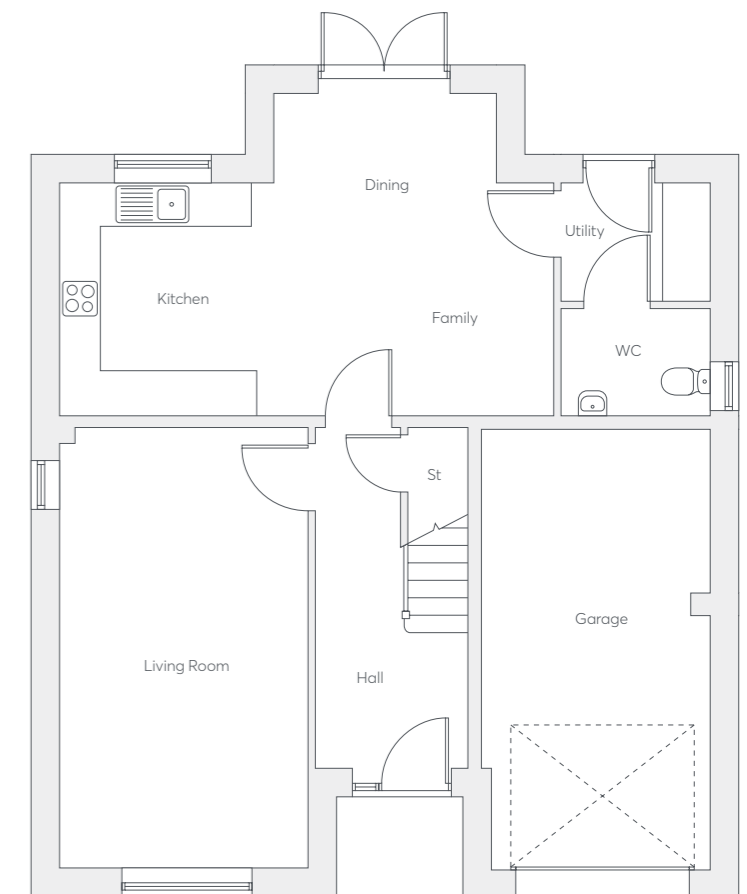 Dining
Utility
Kitchen
Family
WC
St
Garage
Living Room
Hall